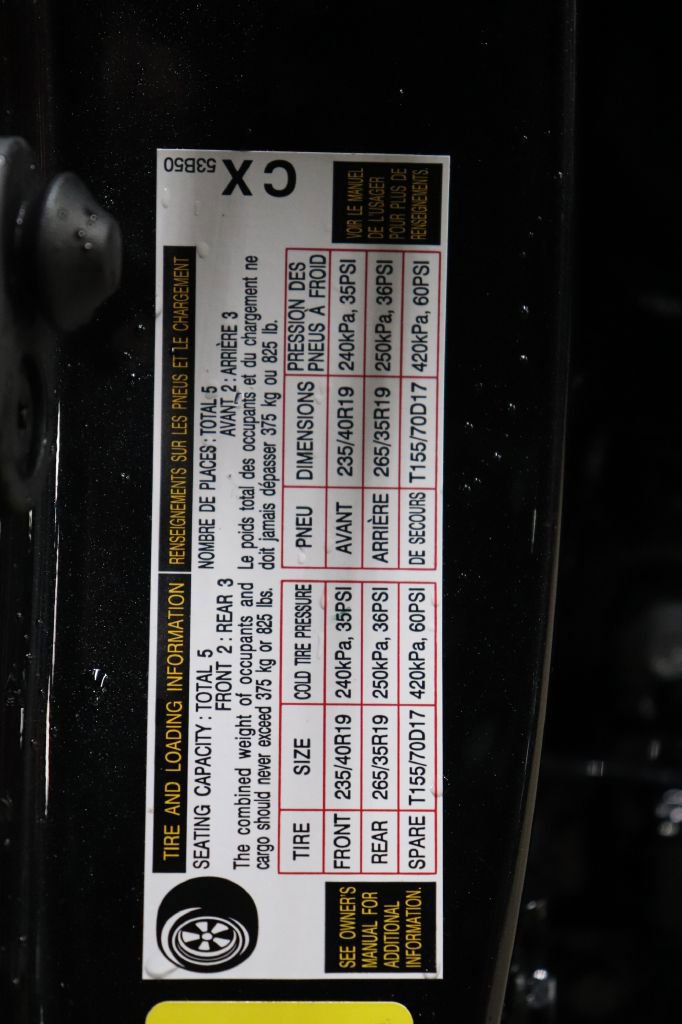 TIRE AND LOADING INFORMATION
SEATING CAPACITY : TOTAL 5
FRONT 2 : REAR 3
The combined weight of occupants and
cargo should never exceed 375 kg or 825 lbs.
TIRE SIZE COLD TIRE PRESSURE
FRONT 235/40R19 240kPa, 35PSI
REAR 265/35R19 250kPa, 36PSI
SPARE T155/70D17 420kPa, 60PSI
SEE OWNER'S
MANUAL FOR
ADDITIONAL
INFORMATION.
RENSEIGNEMENTS SUR LES PNEUS ET LE CHARGEMENT
NOMBRE DE PLACES : TOTAL 5
AVANT 2 : ARRIÈRE 3
Le poids total des occupants et du chargement ne
doit jamais dépasser 375 kg ou 825 lb.
PNEU DIMENSIONS PRESSION DES
PNEUS À FROID
AVANT 235/40R19 240kPa, 35PSI
ARRIÈRE 265/35R19 250kPa, 36PSI
DE SECOURS T155/70D17 420kPa, 60PSI
VOIR LE MANUEL
DE L'USAGER
POUR PLUS DE
RENSEIGNEMENTS.
53B50
CX